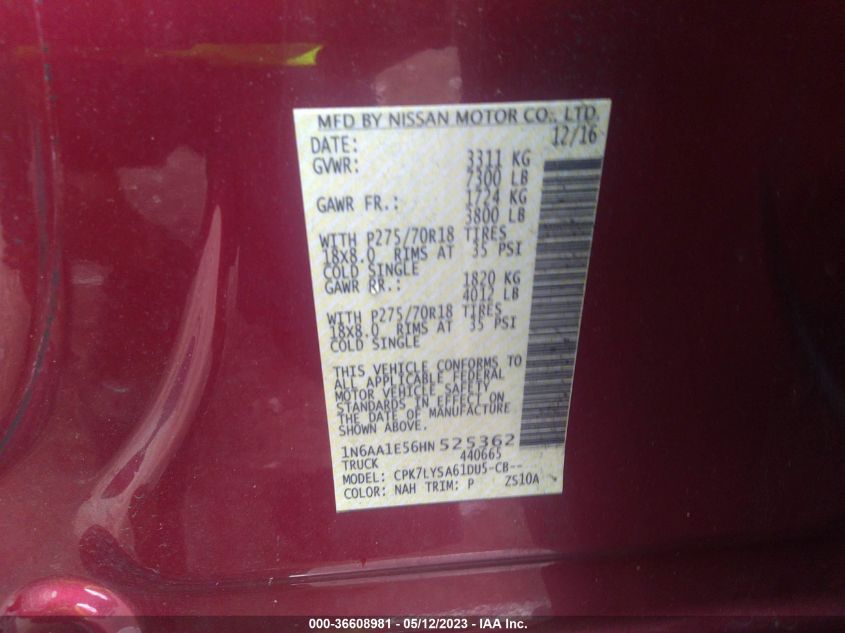 MFD BY NISSAN MOTOR CO., LTD.
DATE: 12/16
GVWR: 3311 KG
7300 LB
GAWR FR.: 1724 KG
3800 LB
WITH P275/70R18 TIRES
18X8.0 RIMS AT 35 PSI
COLD SINGLE
GAWR RR.: 1820 KG
4012 LB
WITH P275/70R18 TIRES
18X8.0 RIMS AT 35 PSI
COLD SINGLE
THIS VEHICLE CONFORMS TO
ALL APPLICABLE FEDERAL
MOTOR VEHICLE SAFETY
STANDARDS IN EFFECT ON
THE DATE OF MANUFACTURE
SHOWN ABOVE.
1N6AA1E56HN 525362
TRUCK 440665
MODEL: CPK7LYSA61DU5-CB--
COLOR: NAH TRIM: P ZS10A
000-36608981 - 05/12/2023 - IAA Inc.